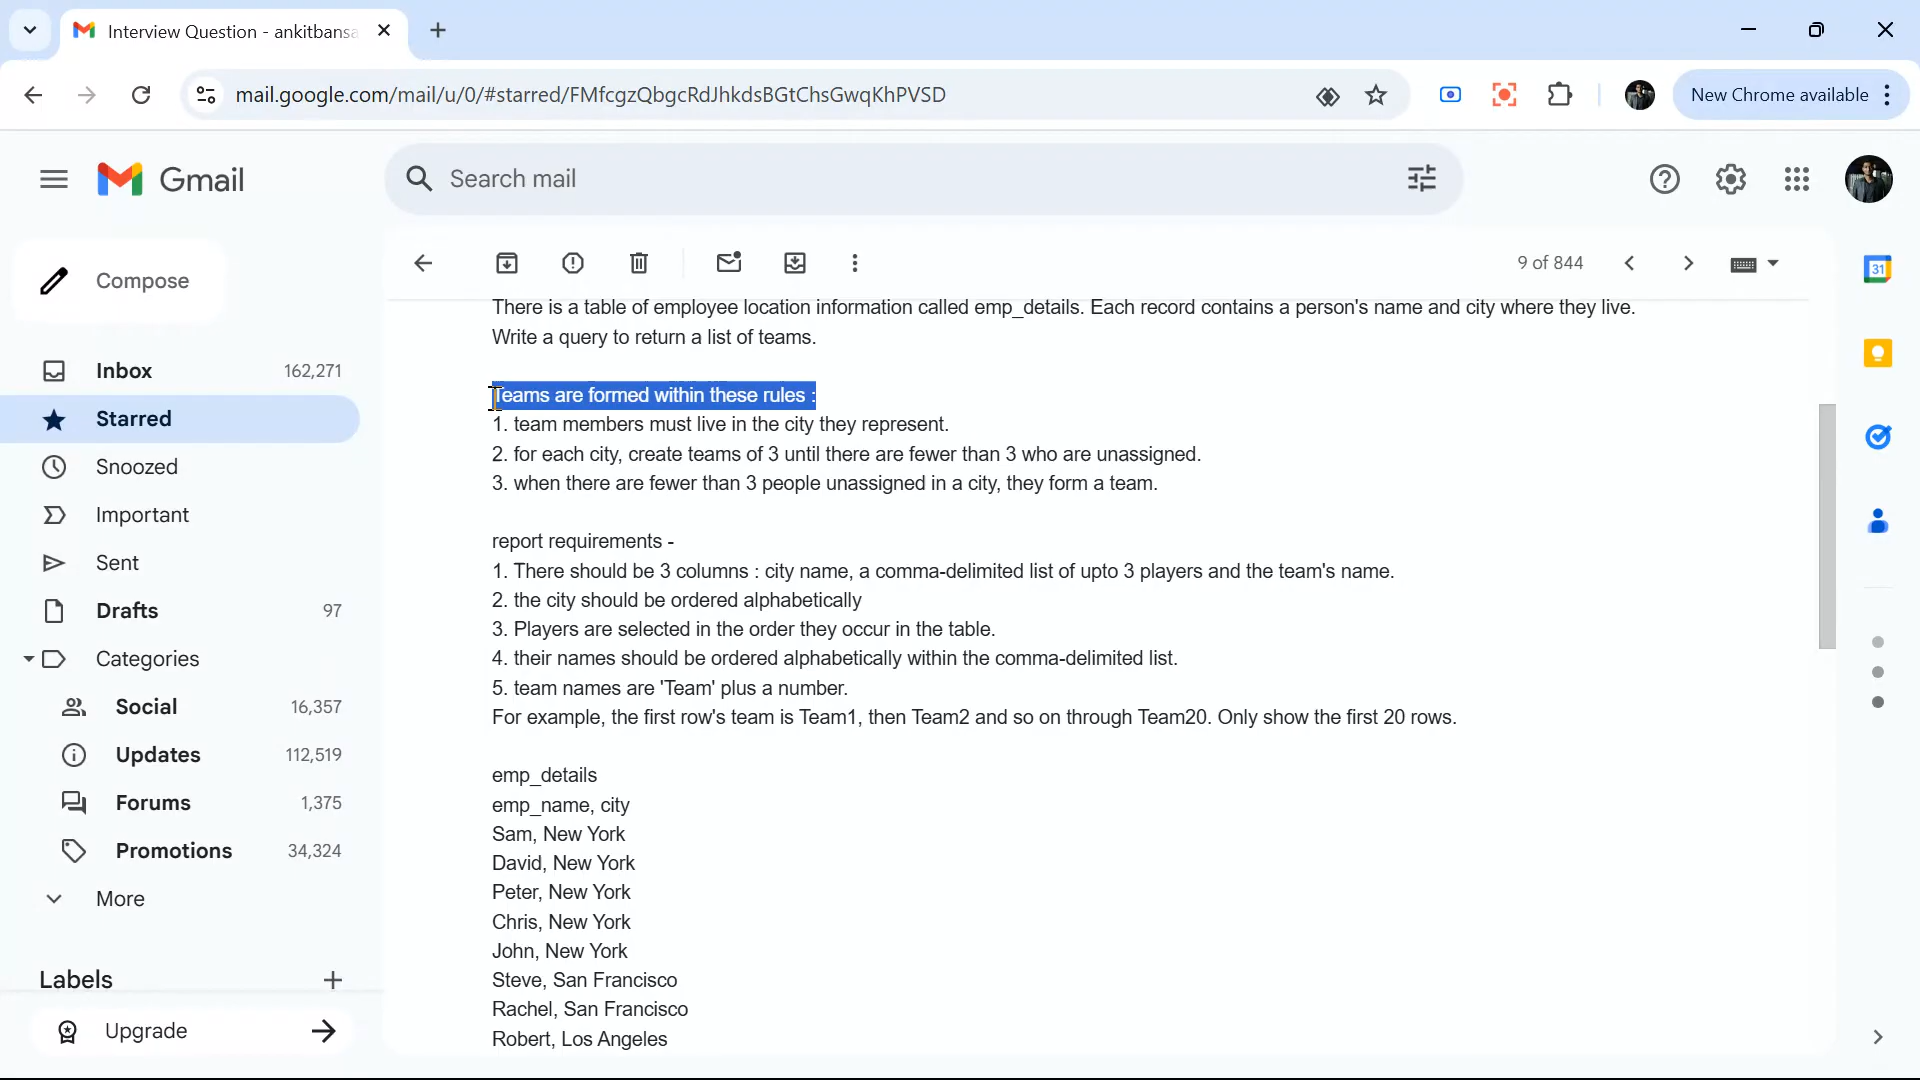 Interview Question - ankitbansa
mail.google.com/mail/u/0/#starred/FMfcgzQbgcRdJhkdsBGtChsGwqKhPVSD
New Chrome available
Gmail
Search mail
Compose
9 of 844
31
Inbox 162,271
Starred
Snoozed
Important
Sent
Drafts 97
Categories
Social 16,357
Updates 112,519
Forums 1,375
Promotions 34,324
More
Labels
Upgrade
There is a table of employee location information called emp_details. Each record contains a person's name and city where they live.
Write a query to return a list of teams.
Teams are formed within these rules :
1. team members must live in the city they represent.
2. for each city, create teams of 3 until there are fewer than 3 who are unassigned.
3. when there are fewer than 3 people unassigned in a city, they form a team.
report requirements -
1. There should be 3 columns : city name, a comma-delimited list of upto 3 players and the team's name.
2. the city should be ordered alphabetically
3. Players are selected in the order they occur in the table.
4. their names should be ordered alphabetically within the comma-delimited list.
5. team names are 'Team' plus a number.
For example, the first row's team is Team1, then Team2 and so on through Team20. Only show the first 20 rows.
emp_details
emp_name, city
Sam, New York
David, New York
Peter, New York
Chris, New York
John, New York
Steve, San Francisco
Rachel, San Francisco
Robert, Los Angeles